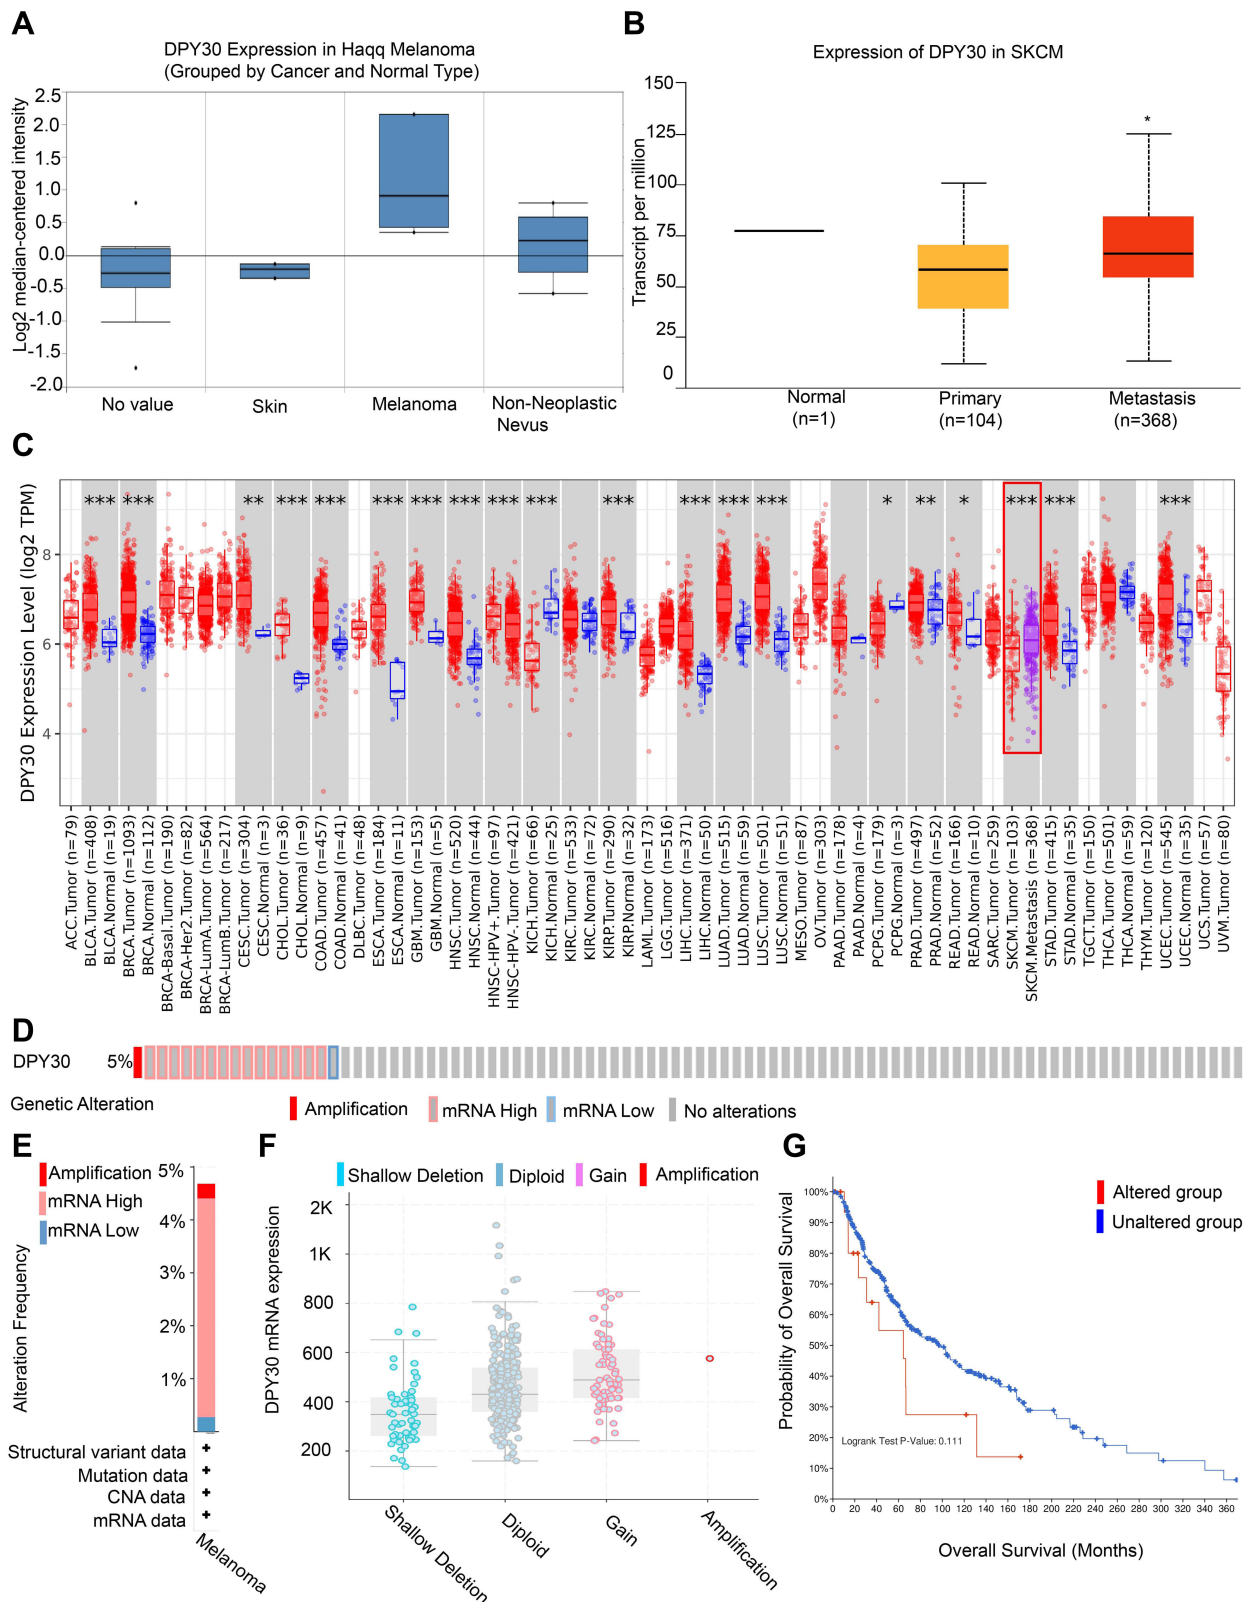 A
DPY30 Expression in Haqq Melanoma
(Grouped by Cancer and Normal Type)
Log2 median-centered intensity
2.5
2.0
1.5
1.0
0.5
0.0
-0.5
-1.0
-1.5
-2.0
No value
Skin
Melanoma
Non-Neoplastic
Nevus
B
Expression of DPY30 in SKCM
Transcript per million
150
125
100
75
50
25
0
*
Normal
(n=1)
Primary
(n=104)
Metastasis
(n=368)
C
DPY30 Expression Level (log2 TPM)
8
6
4
*** *** ** *** *** *** *** *** *** *** *** *** *** *** * ** * *** *** ***
ACC.Tumor (n=79)
BLCA.Tumor (n=408)
BLCA.Normal (n=19)
BRCA.Tumor (n=1093)
BRCA.Normal (n=112)
BRCA-Basal.Tumor (n=190)
BRCA-Her2.Tumor (n=82)
BRCA-LumA.Tumor (n=564)
BRCA-LumB.Tumor (n=217)
CESC.Tumor (n=304)
CESC.Normal (n=3)
CHOL.Tumor (n=36)
CHOL.Normal (n=9)
COAD.Tumor (n=457)
COAD.Normal (n=41)
DLBC.Tumor (n=48)
ESCA.Tumor (n=184)
ESCA.Normal (n=11)
GBM.Tumor (n=153)
GBM.Normal (n=5)
HNSC.Tumor (n=520)
HNSC.Normal (n=44)
HNSC-HPV+.Tumor (n=97)
HNSC-HPV-.Tumor (n=421)
KICH.Tumor (n=66)
KICH.Normal (n=25)
KIRC.Tumor (n=533)
KIRC.Normal (n=72)
KIRP.Tumor (n=290)
KIRP.Normal (n=32)
LAML.Tumor (n=173)
LGG.Tumor (n=516)
LIHC.Tumor (n=371)
LIHC.Normal (n=50)
LUAD.Tumor (n=515)
LUAD.Normal (n=59)
LUSC.Tumor (n=501)
LUSC.Normal (n=51)
MESO.Tumor (n=87)
OV.Tumor (n=303)
PAAD.Tumor (n=178)
PAAD.Normal (n=4)
PCPG.Tumor (n=179)
PCPG.Normal (n=3)
PRAD.Tumor (n=497)
PRAD.Normal (n=52)
READ.Tumor (n=166)
READ.Normal (n=10)
SARC.Tumor (n=259)
SKCM.Tumor (n=103)
SKCM.Metastasis (n=368)
STAD.Tumor (n=415)
STAD.Normal (n=35)
TGCT.Tumor (n=150)
THCA.Tumor (n=501)
THCA.Normal (n=59)
THYM.Tumor (n=120)
UCEC.Tumor (n=545)
UCEC.Normal (n=35)
UCS.Tumor (n=57)
UVM.Tumor (n=80)
D
DPY30 5%
Genetic Alteration
Amplification
mRNA High
mRNA Low
No alterations
E
Amplification
mRNA High
mRNA Low
Alteration Frequency
5%
4%
3%
2%
1%
Structural variant data +
Mutation data +
CNA data +
mRNA data +
Melanoma
F
Shallow Deletion
Diploid
Gain
Amplification
DPY30 mRNA expression
2K
1K
800
600
400
200
Shallow Deletion
Diploid
Gain
Amplification
G
Altered group
Unaltered group
Probability of Overall Survival
100%
90%
80%
70%
60%
50%
40%
30%
20%
10%
0%
Logrank Test P-Value: 0.111
0 20 40 60 80 100 120 140 160 180 200 220 240 260 280 300 320 340 360
Overall Survival (Months)